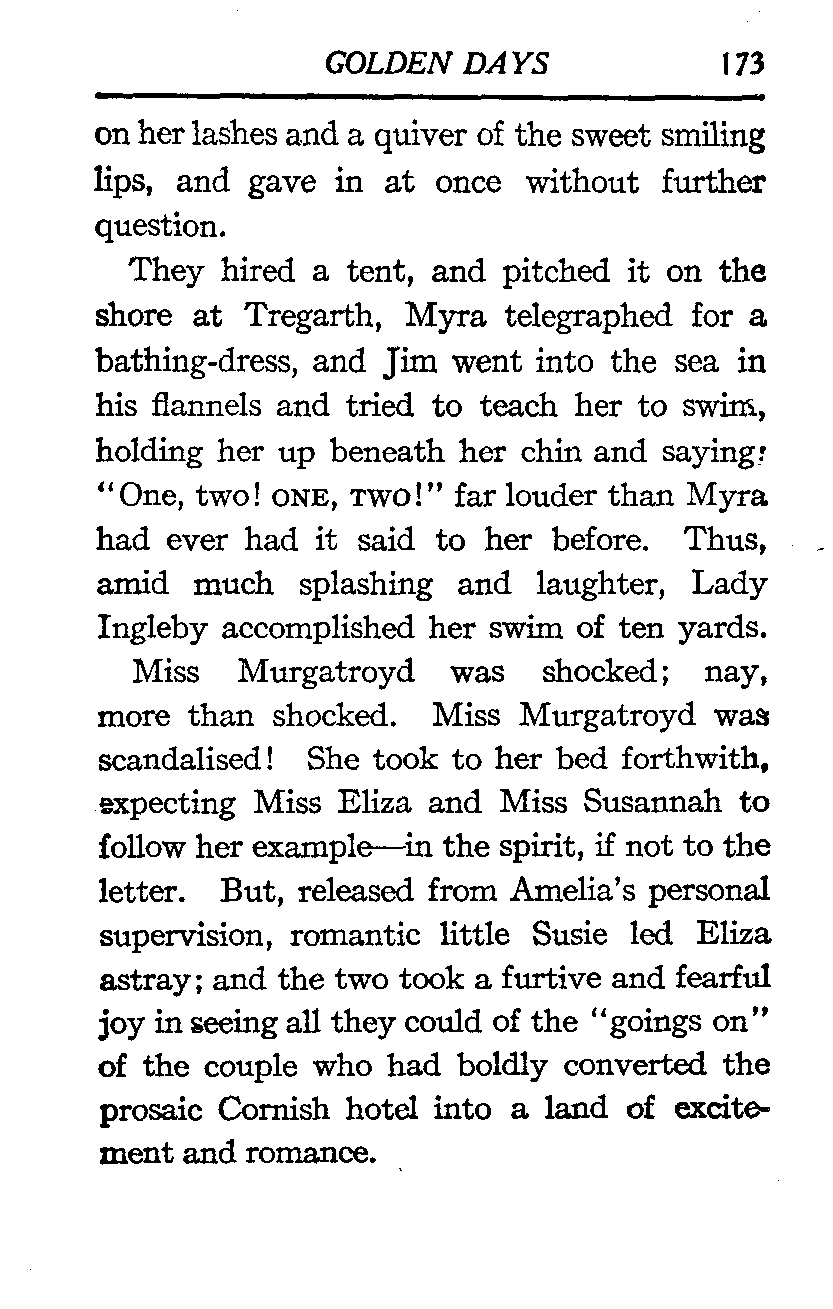 GOLDEN DAYS 173
on her lashes and a quiver of the sweet smiling
lips, and gave in at once without further
question.
They hired a tent, and pitched it on the
shore at Tregarth, Myra telegraphed for a
bathing-dress, and Jim went into the sea in
his flannels and tried to teach her to swim,
holding her up beneath her chin and saying:
“One, two! ONE, TWO!” far louder than Myra
had ever had it said to her before. Thus,
amid much splashing and laughter, Lady
Ingleby accomplished her swim of ten yards.
Miss Murgatroyd was shocked; nay,
more than shocked. Miss Murgatroyd was
scandalised! She took to her bed forthwith,
expecting Miss Eliza and Miss Susannah to
follow her example—in the spirit, if not to the
letter. But, released from Amelia’s personal
supervision, romantic little Susie led Eliza
astray; and the two took a furtive and fearful
joy in seeing all they could of the “goings on”
of the couple who had boldly converted the
prosaic Cornish hotel into a land of excite-
ment and romance.